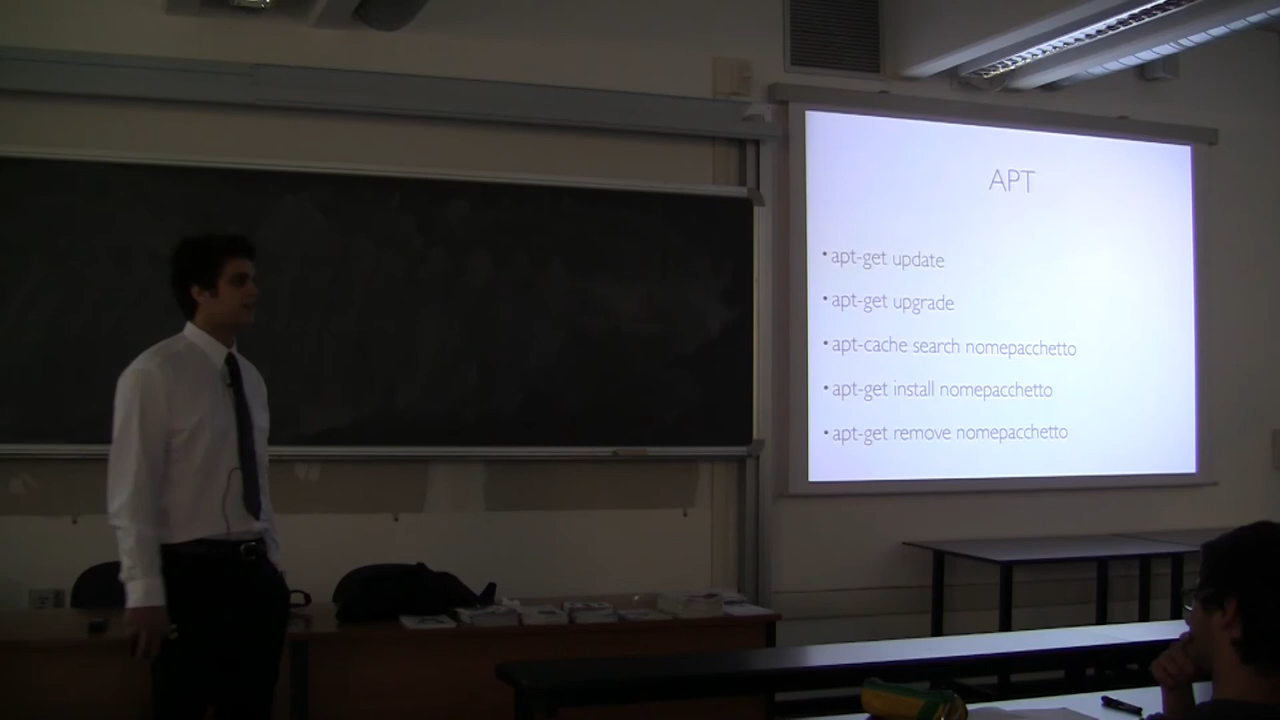 APT
• apt-get update
• apt-get upgrade
• apt-cache search nomepacchetto
• apt-get install nomepacchetto
• apt-get remove nomepacchetto